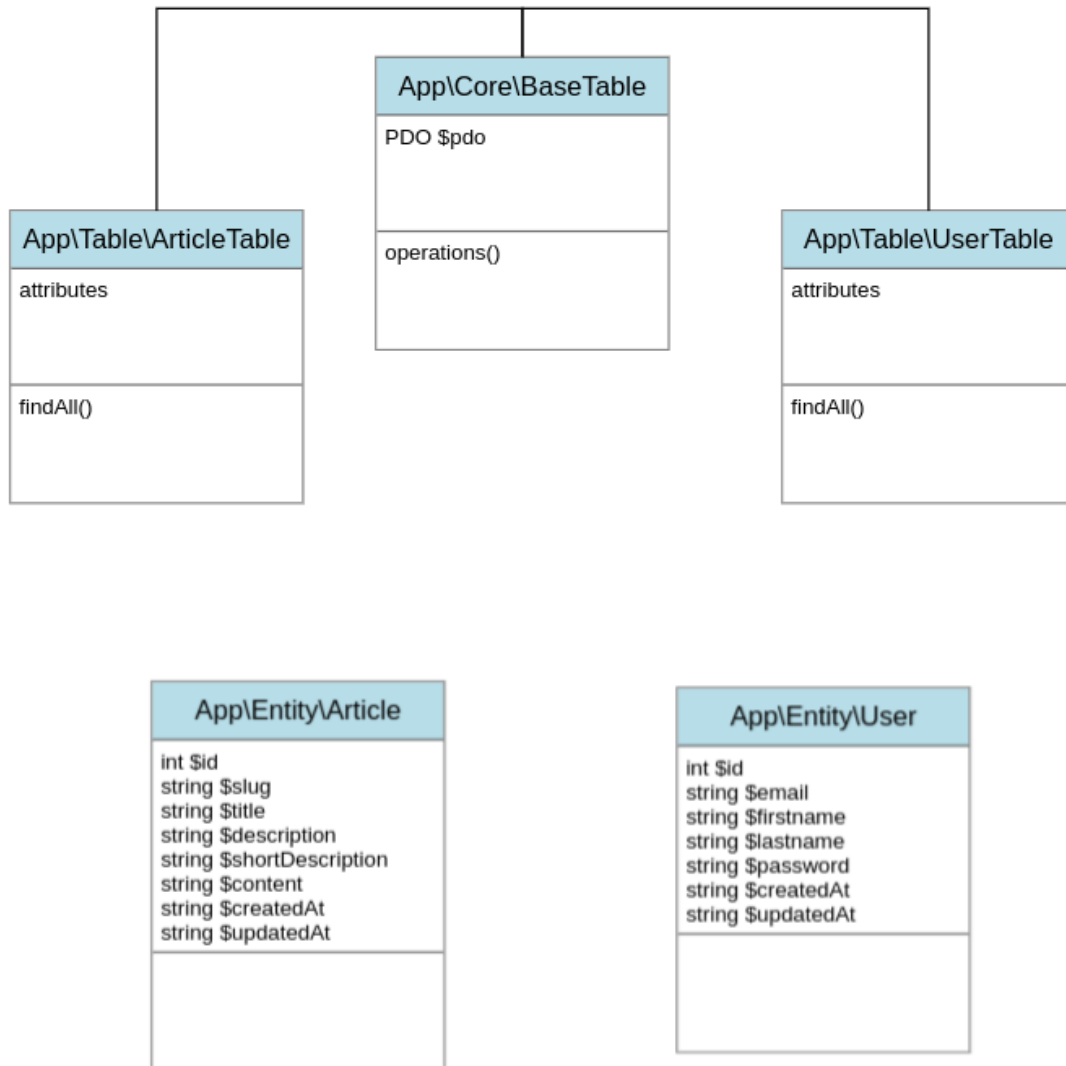 App\Core\BaseTable
PDO $pdo
operations()
App\Table\ArticleTable
attributes
findAll()
App\Table\UserTable
attributes
findAll()
App\Entity\Article
int $id
string $slug
string $title
string $description
string $shortDescription
string $content
string $createdAt
string $updatedAt
App\Entity\User
int $id
string $email
string $firstname
string $lastname
string $password
string $createdAt
string $updatedAt